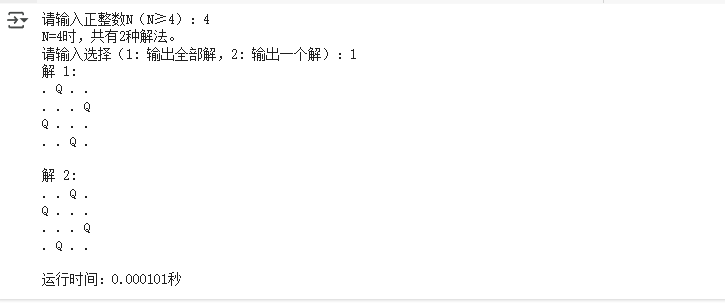 请输入正整数N（N≥4）：4
N=4时，共有2种解法。
请输入选择（1：输出全部解，2：输出一个解）：1
解 1:
. Q . .
. . . Q
Q . . .
. . Q .
解 2:
. . Q .
Q . . .
. . . Q
. Q . .
运行时间：0.000101秒